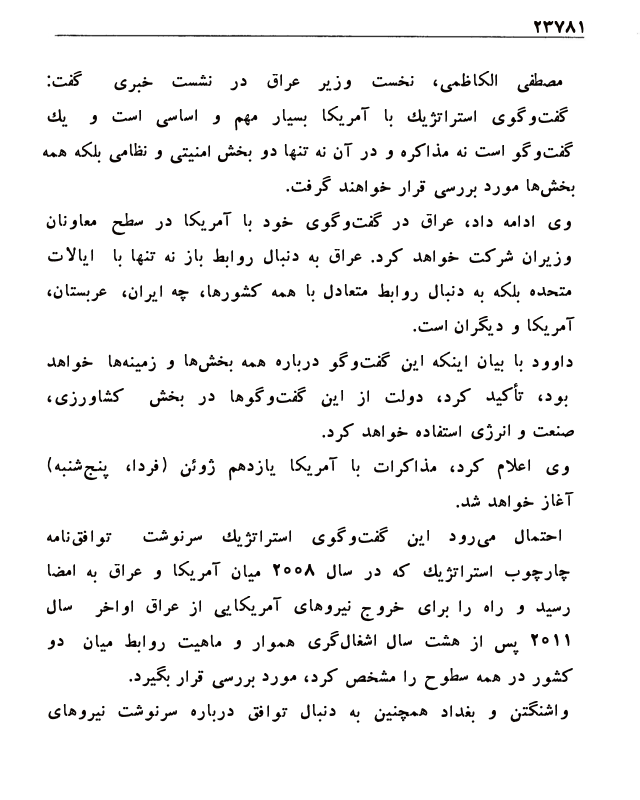 ۲۳۷۸۱
مصطفی الکاظمی، نخست وزیر عراق در نشست خبری گفت:
گفت‌وگوی استراتژیك با آمریکا بسیار مهم و اساسی است و یك
گفت‌وگو است نه مذاکره و در آن نه تنها دو بخش امنیتی و نظامی بلکه همه
بخش‌ها مورد بررسی قرار خواهند گرفت.
وی ادامه داد، عراق در گفت‌وگوی خود با آمریکا در سطح معاونان
وزیران شرکت خواهد کرد. عراق به دنبال روابط باز نه تنها با ایالات
متحده بلکه به دنبال روابط متعادل با همه کشورها، چه ایران، عربستان،
آمریکا و دیگران است.
داوود با بیان اینکه این گفت‌وگو درباره همه بخش‌ها و زمینه‌ها خواهد
بود، تأکید کرد، دولت از این گفت‌وگوها در بخش کشاورزی،
صنعت و انرژی استفاده خواهد کرد.
وی اعلام کرد، مذاکرات با آمریکا یازدهم ژوئن (فردا، پنج‌شنبه)
آغاز خواهد شد.
احتمال می‌رود این گفت‌وگوی استراتژیك سرنوشت توافق‌نامه
چارچوب استراتژیك که در سال ۲۰۰۸ میان آمریکا و عراق به امضا
رسید و راه را برای خروج نیروهای آمریکایی از عراق اواخر سال
۲۰۱۱ پس از هشت سال اشغال‌گری هموار و ماهیت روابط میان دو
کشور در همه سطوح را مشخص کرد، مورد بررسی قرار بگیرد.
واشنگتن و بغداد همچنین به دنبال توافق درباره سرنوشت نیروهای